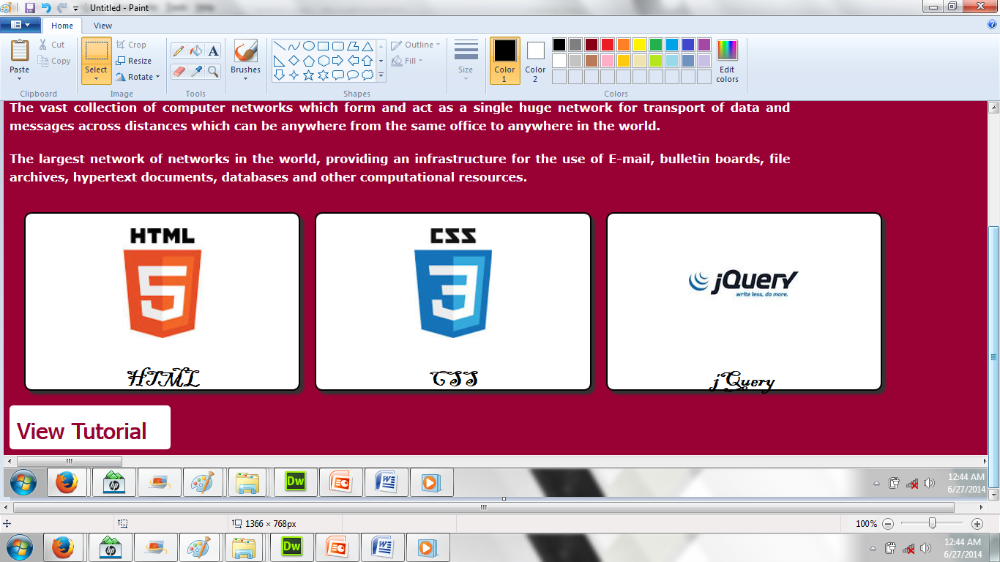 Untitled - Paint
Home View
Paste
Cut
Copy
Clipboard
Select
Crop
Resize
Rotate
Image
A
Tools
Brushes
Shapes
Outline
Fill
Size
Color 1
Color 2
Edit colors
Colors
The vast collection of computer networks which form and act as a single huge network for transport of data and
messages across distances which can be anywhere from the same office to anywhere in the world.
The largest network of networks in the world, providing an infrastructure for the use of E-mail, bulletin boards, file
archives, hypertext documents, databases and other computational resources.
HTML
5
HTML
CSS
3
CSS
jQuery
write less, do more.
jQuery
View Tutorial
hp
Dw
P
W
12:44 AM
6/27/2014
1366 × 768px
100%
hp
Dw
P
W
12:44 AM
6/27/2014